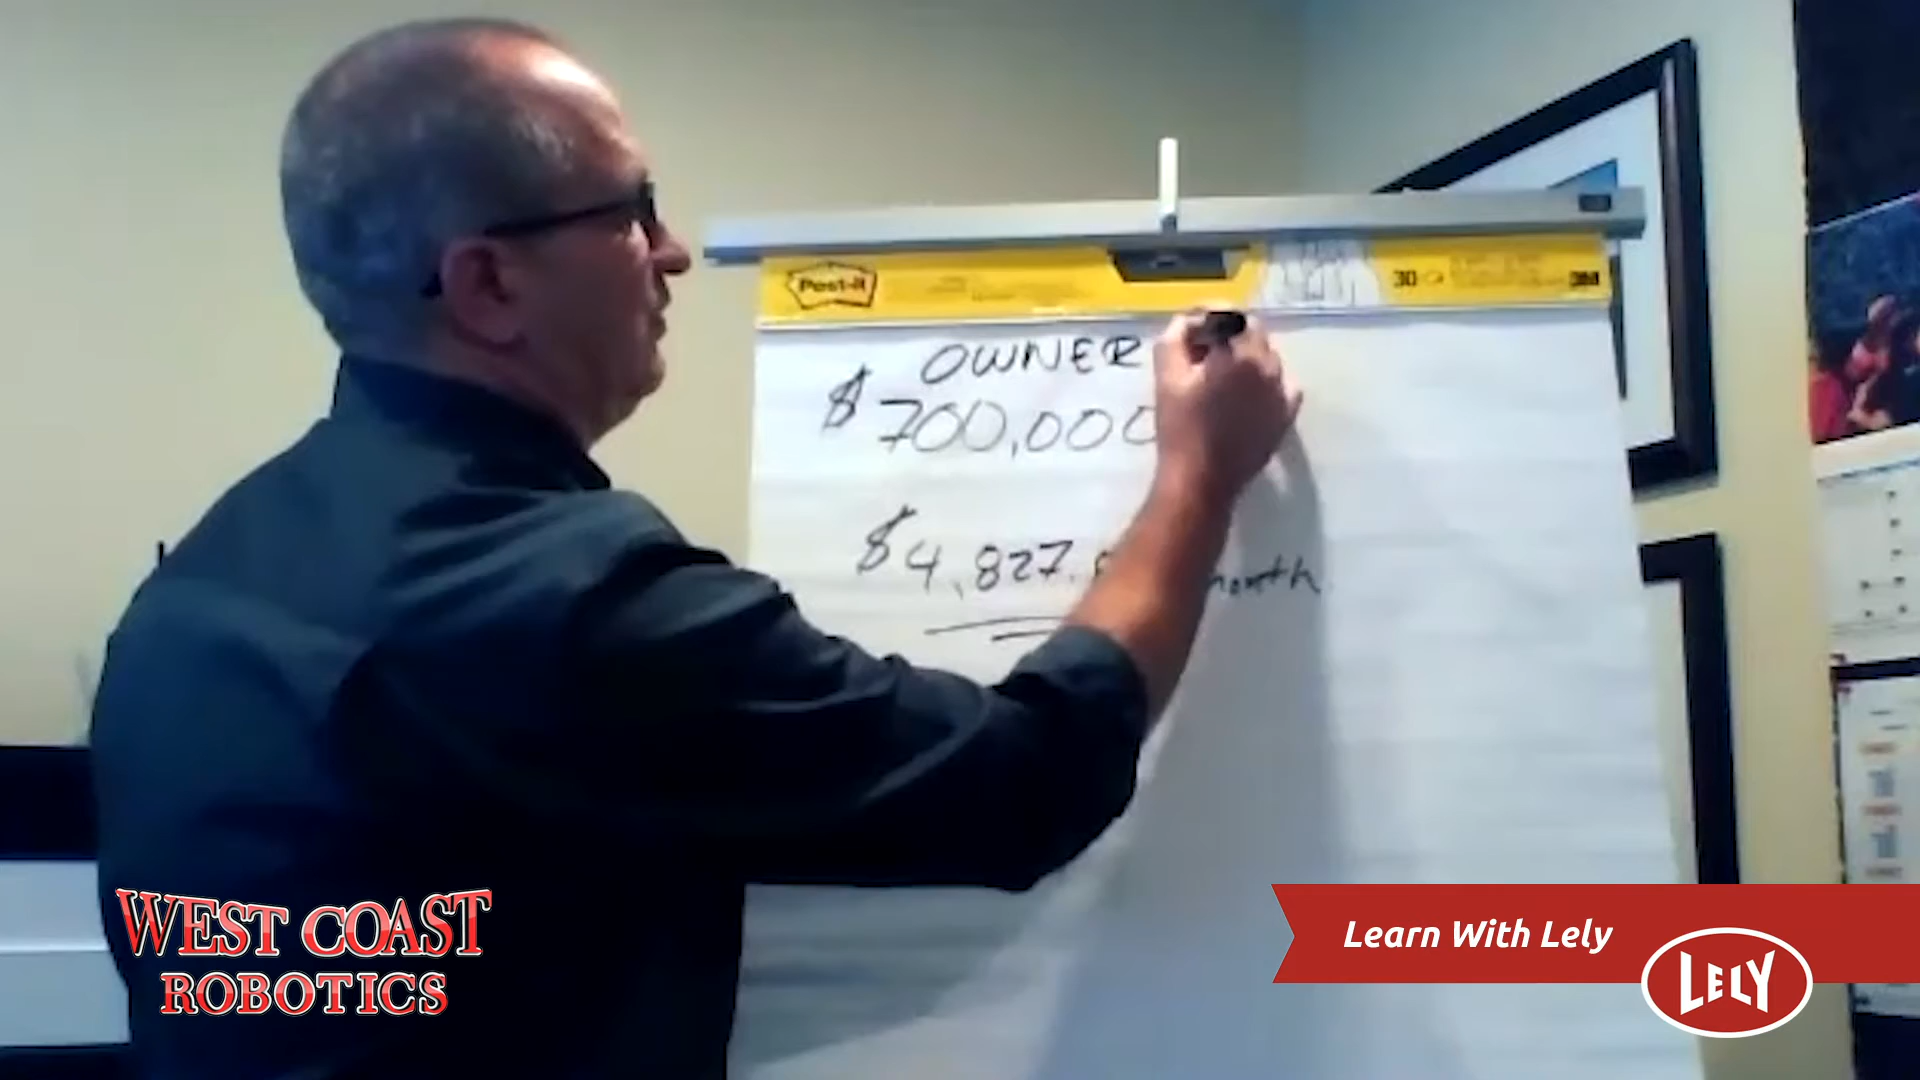 Post-it
30
3M
OWNER
$700,000
$4,827.
month
WEST COAST
ROBOTICS
Learn With Lely
LELY